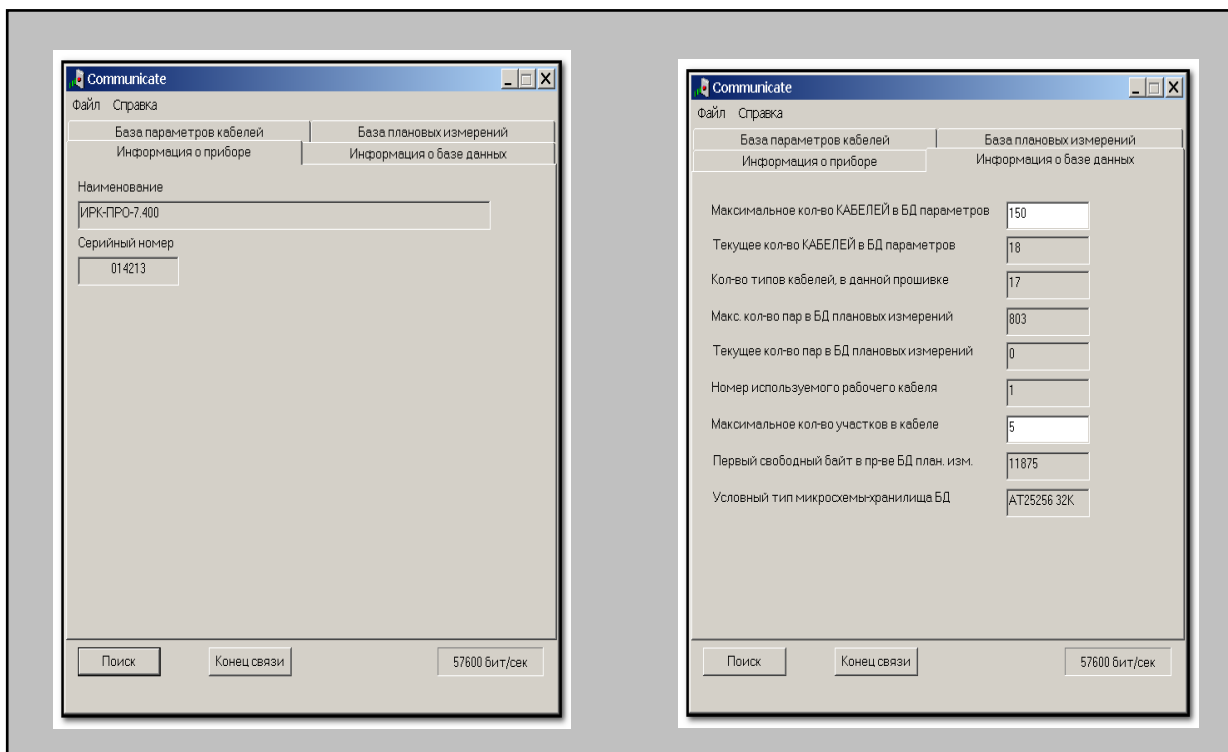 Communicate
Файл Справка
База параметров кабелей База плановых измерений
Информация о приборе Информация о базе данных
Наименование
ИРК-ПРО-7.400
Серийный номер
014213
Поиск Конец связи 57600 бит/сек
Communicate
Файл Справка
База параметров кабелей База плановых измерений
Информация о приборе Информация о базе данных
Максимальное кол-во КАБЕЛЕЙ в БД параметров 150
Текущее кол-во КАБЕЛЕЙ в БД параметров 18
Кол-во типов кабелей, в данной прошивке 17
Макс. кол-во пар в БД плановых измерений 803
Текущее кол-во пар в БД плановых измерений 0
Номер используемого рабочего кабеля 1
Максимальное кол-во участков в кабеле 5
Первый свободный байт в пр-ве БД план. изм. 11875
Условный тип микросхемы-хранилища БД AT25256 32K
Поиск Конец связи 57600 бит/сек